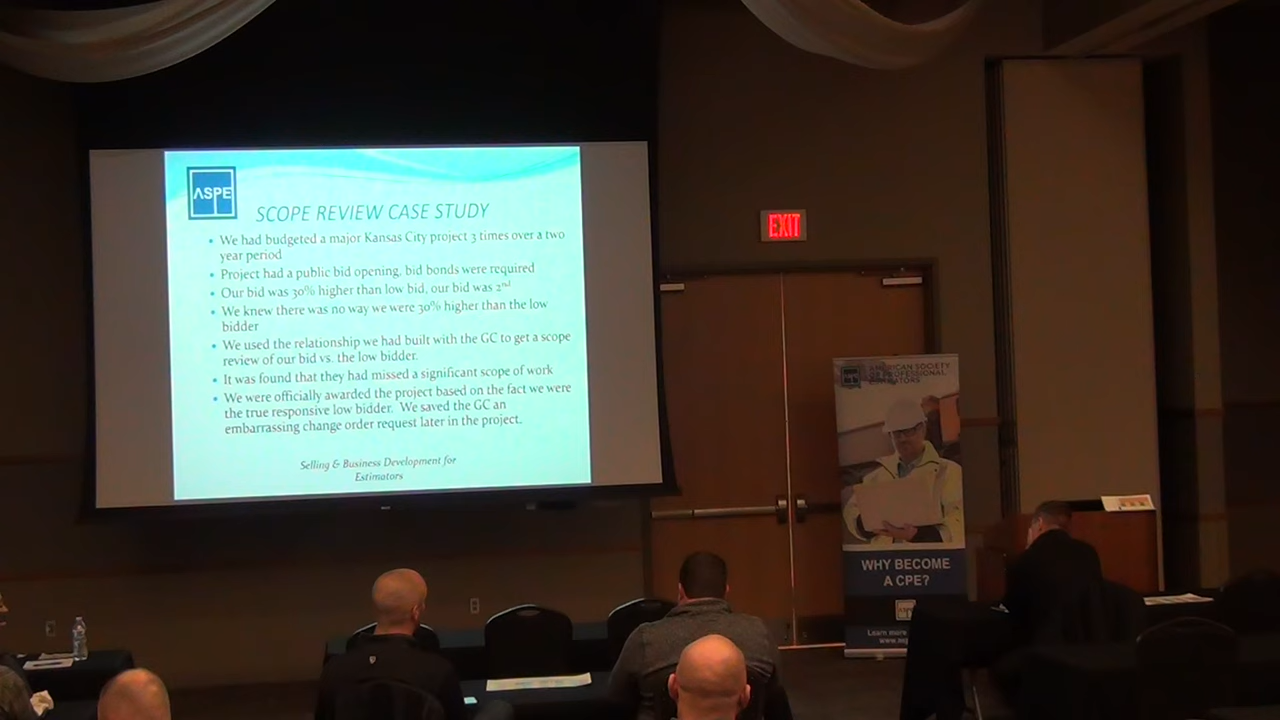 ASPE
SCOPE REVIEW CASE STUDY
• We had budgeted a major Kansas City project 3 times over a two
year period
• Project had a public bid opening, bid bonds were required
• Our bid was 30% higher than low bid, our bid was 2nd
• We knew there was no way we were 30% higher than the low
bidder
• We used the relationship we had built with the GC to get a scope
review of our bid vs. the low bidder.
• It was found that they had missed a significant scope of work
• We were officially awarded the project based on the fact we were
the true responsive low bidder. We saved the GC an
embarrassing change order request later in the project.
Selling & Business Development for
Estimators
EXIT
AMERICAN SOCIETY
OF PROFESSIONAL
ESTIMATORS
WHY BECOME
A CPE?
Learn more
www.